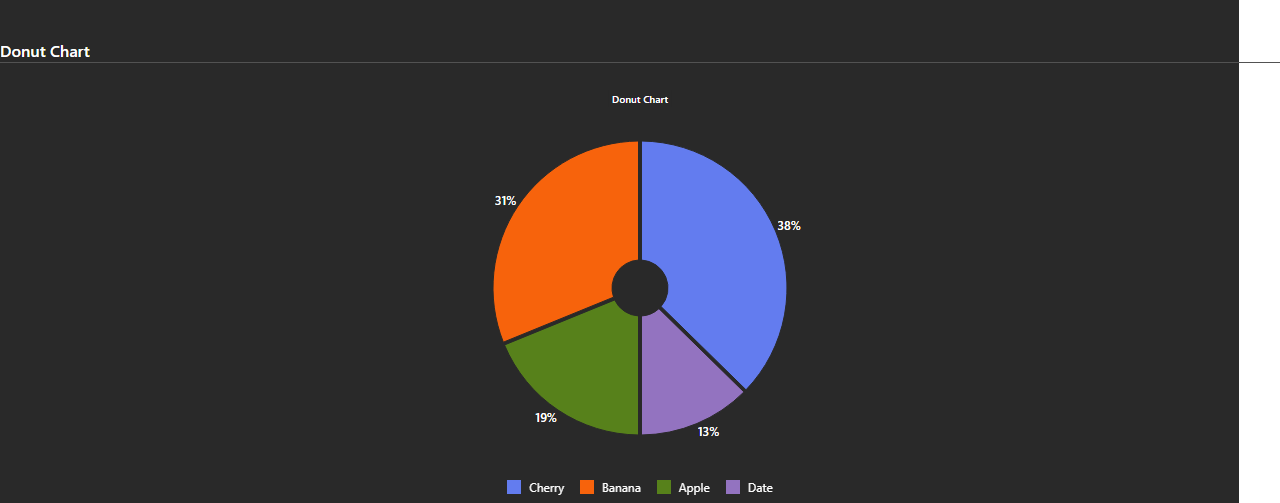 Donut Chart
Donut Chart
31%
38%
19%
13%
Cherry Banana Apple Date